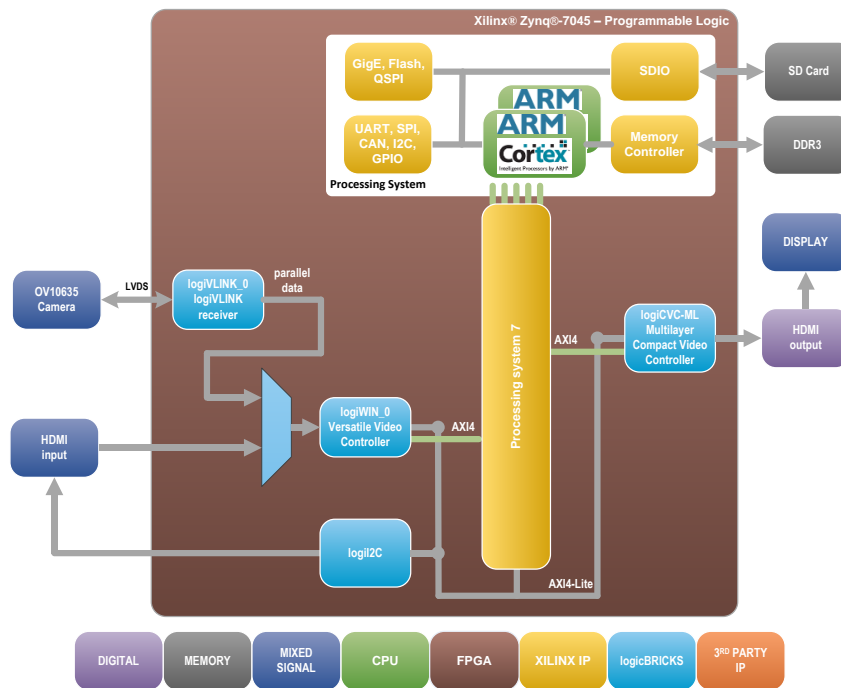 Xilinx® Zynq®-7045 – Programmable Logic
GigE, Flash,
QSPI
SDIO
SD Card
ARM
ARM
Cortex
Intelligent Processors by ARM®
UART, SPI,
CAN, I2C,
GPIO
Memory
Controller
DDR3
Processing System
DISPLAY
OV10635
Camera
LVDS
logiVLINK_0
logiVLINK
receiver
parallel
data
Processing system 7
AXI4
logiCVC-ML
Multilayer
Compact Video
Controller
HDMI
output
HDMI
input
logiWIN_0
Versatile Video
Controller
AXI4
logiI2C
AXI4-Lite
DIGITAL
MEMORY
MIXED
SIGNAL
CPU
FPGA
XILINX IP
logicBRICKS
3RD PARTY
IP